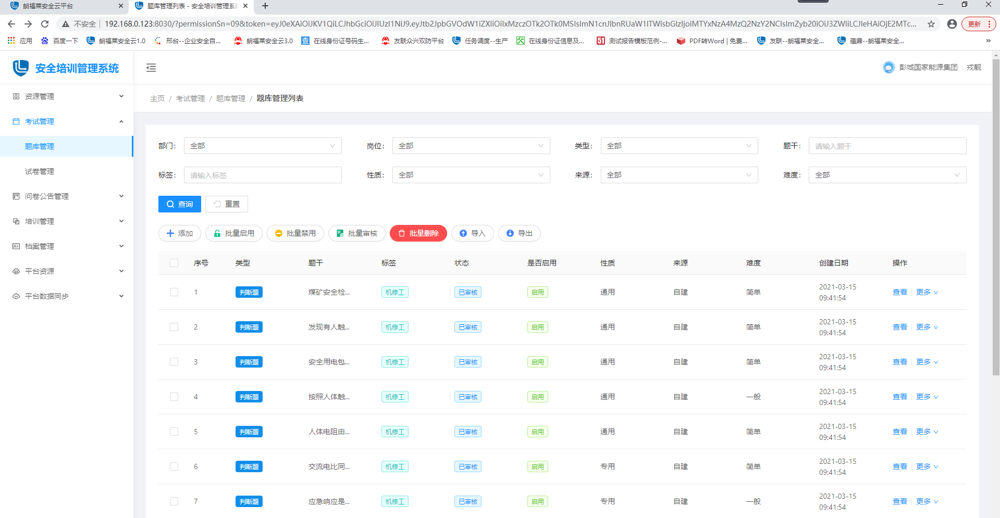 朗福莱安全云平台
题库管理列表 - 安全培训管理系
不安全 192.168.0.123:8030/?permissionSn=09&token=
更新
应用 百度一下 朗福莱安全云1.0 邢台--企业安全自... 朗福莱安全云3.0 在线身份证号码生... 友联众兴双防平台 任务调度--生产 在线身份证信息及... 测试报告模板范例-... PDF转Word | 免费... 友联--朗福莱安全... 蕴鼎--朗福莱安全... »
安全培训管理系统
彭城国家能源集团 戎靓
资源管理
考试管理
题库管理
试卷管理
问卷公告管理
培训管理
档案管理
平台资源
平台数据同步
主页 / 考试管理 / 题库管理 / 题库管理列表
部门: 全部 岗位: 全部 类型: 全部 题干: 请输入题干
标签: 请输入标签 性质: 全部 来源: 全部 难度: 全部
查询 重置
添加 批量启用 批量禁用 批量审核 批量删除 导入 导出
序号 类型 题干 标签 状态 是否启用 性质 来源 难度 创建日期 操作
1 判断题 煤矿安全检... 机修工 已审核 启用 通用 自建 简单 2021-03-15 09:41:54 查看 更多
2 判断题 发现有人触... 机修工 已审核 启用 通用 自建 简单 2021-03-15 09:41:54 查看 更多
3 判断题 安全用电包... 机修工 已审核 启用 通用 自建 简单 2021-03-15 09:41:54 查看 更多
4 判断题 按照人体触... 机修工 已审核 启用 通用 自建 一般 2021-03-15 09:41:54 查看 更多
5 判断题 人体电阻由... 机修工 已审核 启用 通用 自建 简单 2021-03-15 09:41:54 查看 更多
6 判断题 交流电比同... 机修工 已审核 启用 专用 自建 简单 2021-03-15 09:41:54 查看 更多
7 判断题 应急响应是... 机修工 已审核 启用 专用 自建 一般 2021-03-15 09:41:54 查看 更多